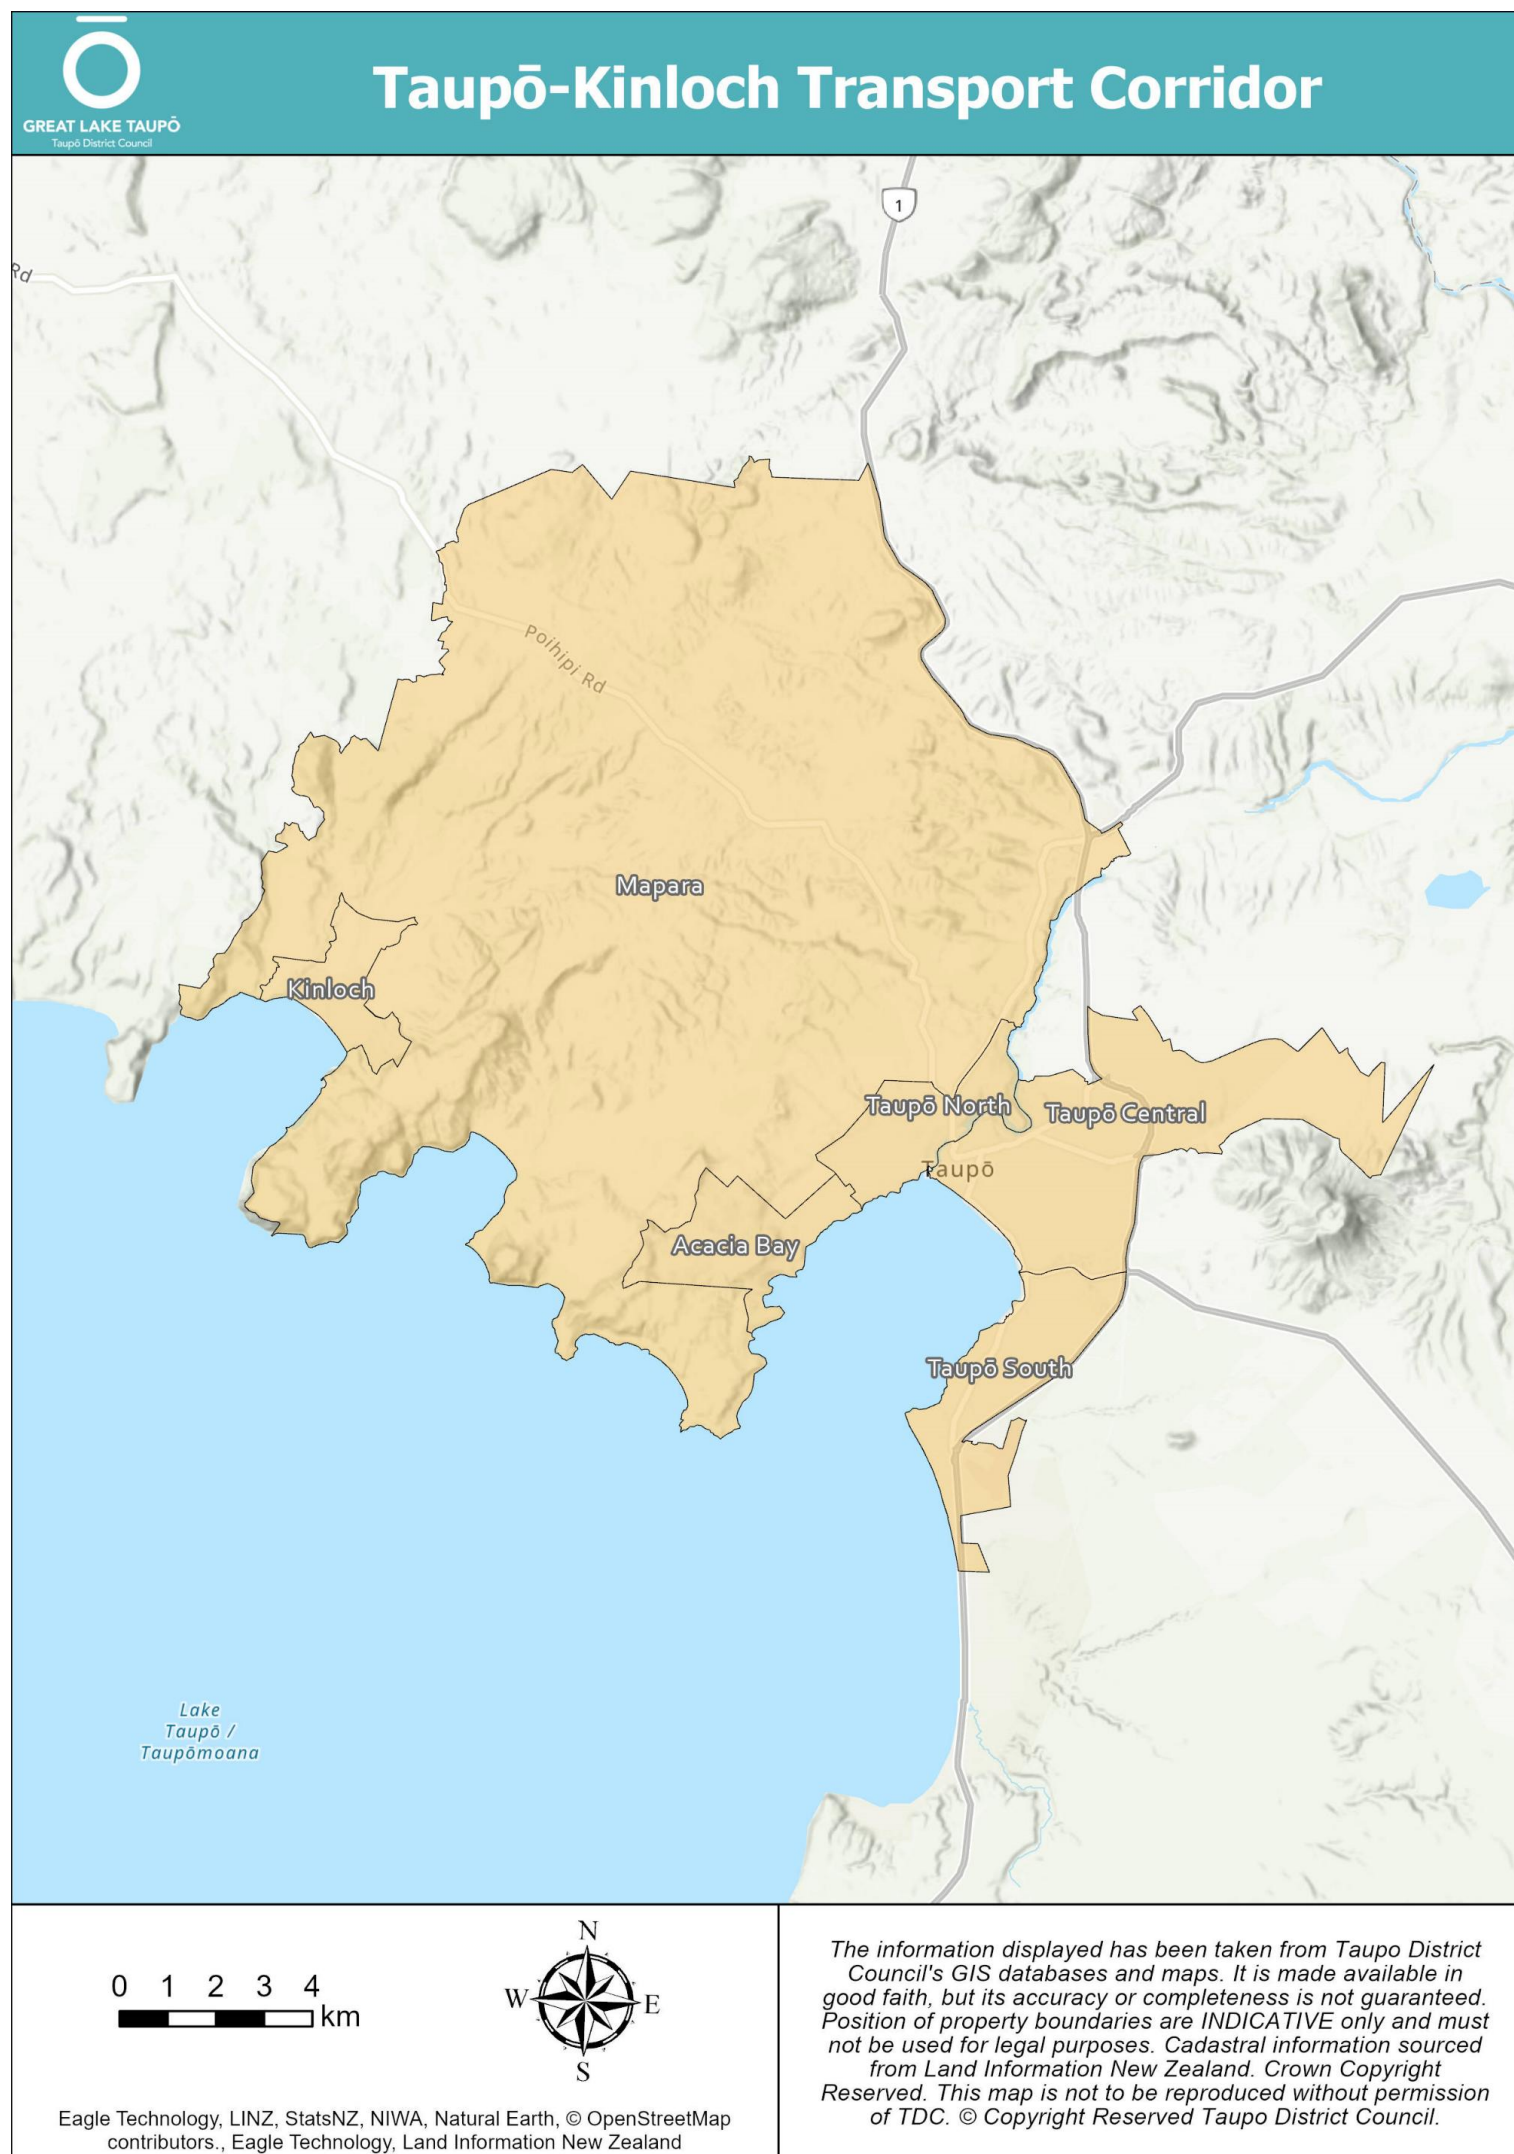 GREAT LAKE TAUPŌ
Taupō District Council
Taupō-Kinloch Transport Corridor
1
Rd
Poihipi Rd
Mapara
Kinloch
Taupō North
Taupō Central
Taupō
Acacia Bay
Taupō South
Lake
Taupō /
Taupōmoana
0 1 2 3 4
km
N
W
E
S
Eagle Technology, LINZ, StatsNZ, NIWA, Natural Earth, © OpenStreetMap
contributors., Eagle Technology, Land Information New Zealand
The information displayed has been taken from Taupo District
Council's GIS databases and maps. It is made available in
good faith, but its accuracy or completeness is not guaranteed.
Position of property boundaries are INDICATIVE only and must
not be used for legal purposes. Cadastral information sourced
from Land Information New Zealand. Crown Copyright
Reserved. This map is not to be reproduced without permission
of TDC. © Copyright Reserved Taupo District Council.